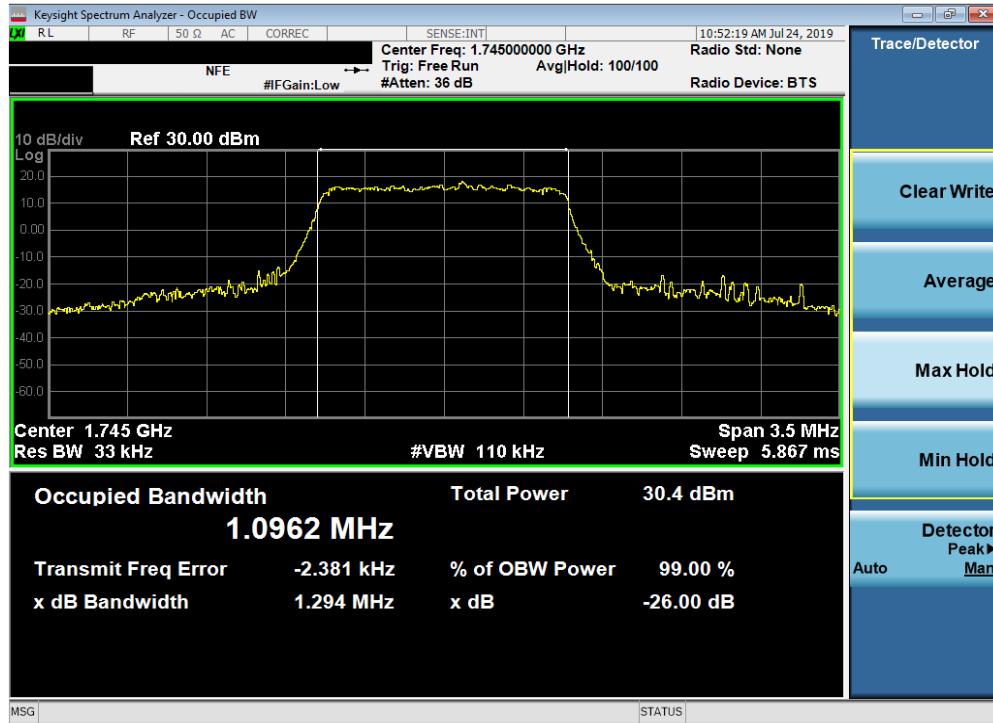 Keysight Spectrum Analyzer - Occupied BW
LXI RL RF 50 Ω AC CORREC SENSE:INT 10:52:19 AM Jul 24, 2019
Center Freq: 1.745000000 GHz Radio Std: None
NFE Trig: Free Run Avg|Hold: 100/100
#IFGain:Low #Atten: 36 dB Radio Device: BTS
10 dB/div Ref 30.00 dBm
Log
20.0
10.0
0.00
-10.0
-20.0
-30.0
-40.0
-50.0
-60.0
Center 1.745 GHz Span 3.5 MHz
Res BW 33 kHz #VBW 110 kHz Sweep 5.867 ms
Occupied Bandwidth Total Power 30.4 dBm
1.0962 MHz
Transmit Freq Error -2.381 kHz % of OBW Power 99.00 %
x dB Bandwidth 1.294 MHz x dB -26.00 dB
Trace/Detector
Clear Write
Average
Max Hold
Min Hold
Detector
Peak▶
Auto Man
MSG STATUS